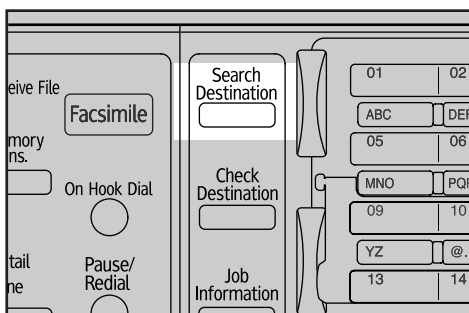 eive File
Facsimile
mory
ns.
On Hook Dial
tail
ne
Pause/
Redial
Search
Destination
Check
Destination
Job
Information
01
02
ABC
DEF
05
06
MNO
PQR
09
10
YZ
@.
13
14